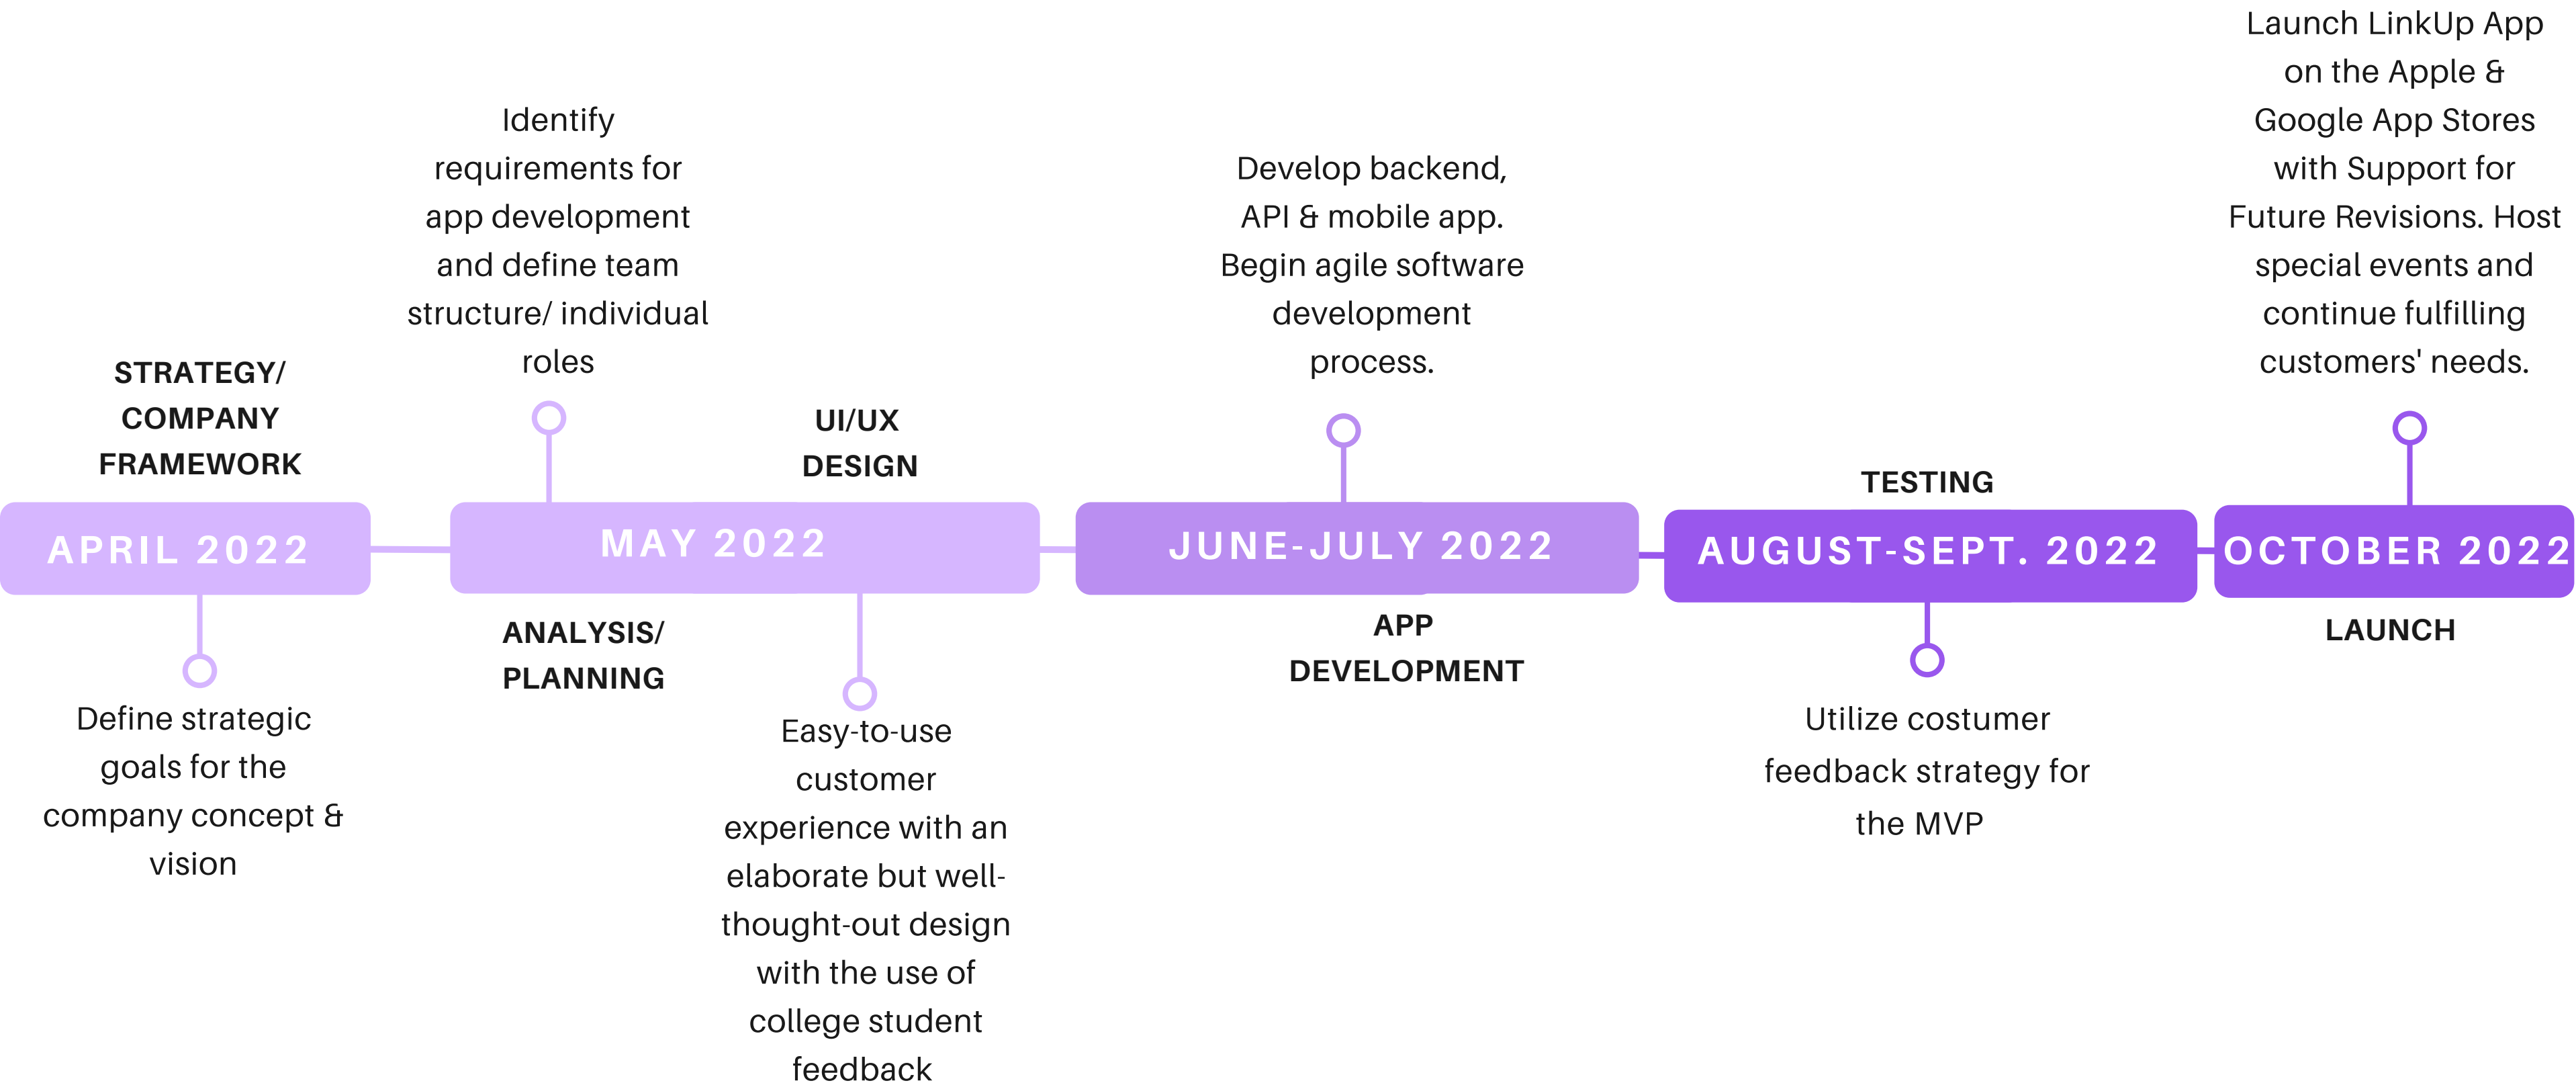 STRATEGY/
COMPANY
FRAMEWORK
APRIL 2022
Define strategic
goals for the
company concept &
vision
Identify
requirements for
app development
and define team
structure/ individual
roles
MAY 2022
ANALYSIS/
PLANNING
UI/UX
DESIGN
Easy-to-use
customer
experience with an
elaborate but well-
thought-out design
with the use of
college student
feedback
Develop backend,
API & mobile app.
Begin agile software
development
process.
JUNE-JULY 2022
APP
DEVELOPMENT
TESTING
AUGUST-SEPT. 2022
Utilize costumer
feedback strategy for
the MVP
Launch LinkUp App
on the Apple &
Google App Stores
with Support for
Future Revisions. Host
special events and
continue fulfilling
customers' needs.
OCTOBER 2022
LAUNCH